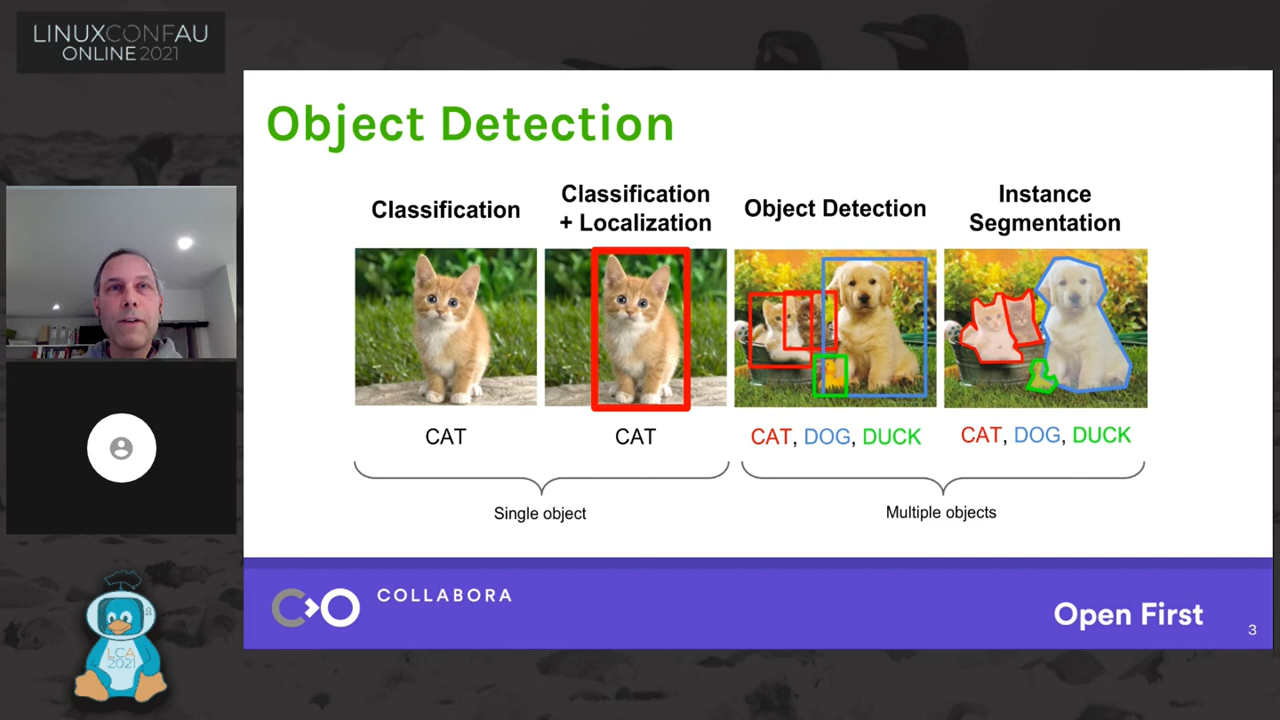 LINUXCONFAU
ONLINE 2021
Object Detection
Classification
Classification
+ Localization
Object Detection
Instance
Segmentation
CAT
CAT
CAT, DOG, DUCK
CAT, DOG, DUCK
Single object
Multiple objects
COLLABORA
Open First
3
LCA
2021